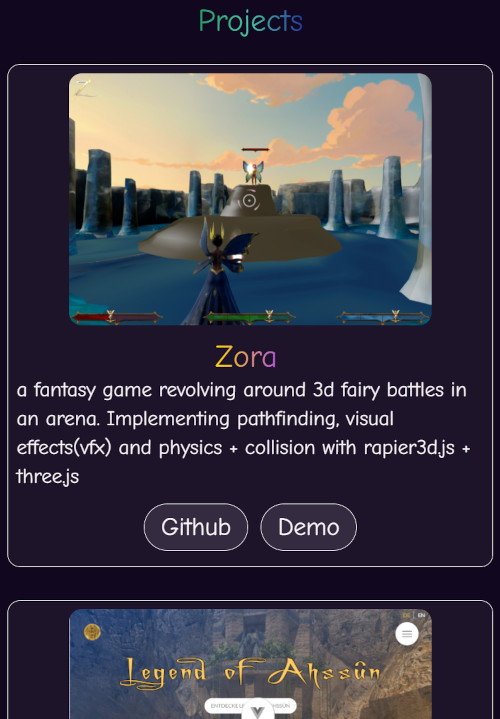 Projects
Z
Zora
a fantasy game revolving around 3d fairy battles in
an arena. Implementing pathfinding, visual
effects(vfx) and physics + collision with rapier3d.js +
three.js
Github
Demo
EN
Legend of Ahssûn
ENTDECKE